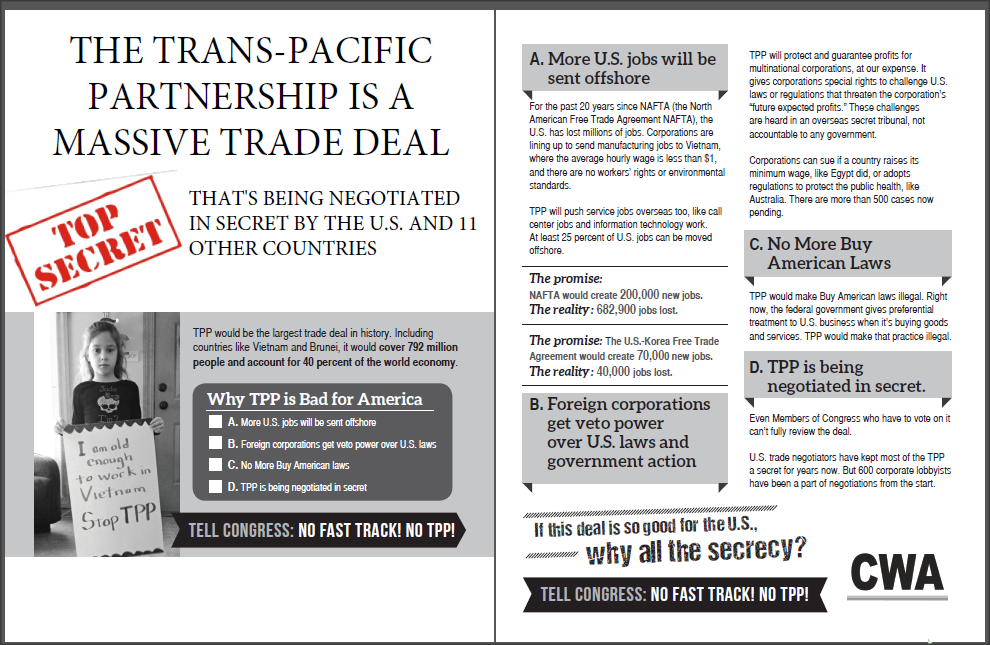 THE TRANS-PACIFIC
PARTNERSHIP IS A
MASSIVE TRADE DEAL
TOP
SECRET
THAT'S BEING NEGOTIATED
IN SECRET BY THE U.S. AND 11
OTHER COUNTRIES
TPP would be the largest trade deal in history. Including
countries like Vietnam and Brunei, it would cover 792 million
people and account for 40 percent of the world economy.
Why TPP is Bad for America
A. More U.S. jobs will be sent offshore
B. Foreign corporations get veto power over U.S. laws
C. No More Buy American laws
D. TPP is being negotiated in secret
I am old
enough
to work in
Vietnam
Stop TPP
TELL CONGRESS: NO FAST TRACK! NO TPP!
A. More U.S. jobs will be
sent offshore
For the past 20 years since NAFTA (the North
American Free Trade Agreement NAFTA), the
U.S. has lost millions of jobs. Corporations are
lining up to send manufacturing jobs to Vietnam,
where the average hourly wage is less than $1,
and there are no workers' rights or environmental
standards.
TPP will push service jobs overseas too, like call
center jobs and information technology work.
At least 25 percent of U.S. jobs can be moved
offshore.
The promise:
NAFTA would create 200,000 new jobs.
The reality: 682,900 jobs lost.
The promise: The U.S.-Korea Free Trade
Agreement would create 70,000 new jobs.
The reality: 40,000 jobs lost.
B. Foreign corporations
get veto power
over U.S. laws and
government action
TPP will protect and guarantee profits for
multinational corporations, at our expense. It
gives corporations special rights to challenge U.S.
laws or regulations that threaten the corporation's
"future expected profits." These challenges
are heard in an overseas secret tribunal, not
accountable to any government.
Corporations can sue if a country raises its
minimum wage, like Egypt did, or adopts
regulations to protect the public health, like
Australia. There are more than 500 cases now
pending.
C. No More Buy
American Laws
TPP would make Buy American laws illegal. Right
now, the federal government gives preferential
treatment to U.S. business when it's buying goods
and services. TPP would make that practice illegal.
D. TPP is being
negotiated in secret.
Even Members of Congress who have to vote on it
can't fully review the deal.
U.S. trade negotiators have kept most of the TPP
a secret for years now. But 600 corporate lobbyists
have been a part of negotiations from the start.
If this deal is so good for the U.S.,
why all the secrecy?
TELL CONGRESS: NO FAST TRACK! NO TPP!
CWA